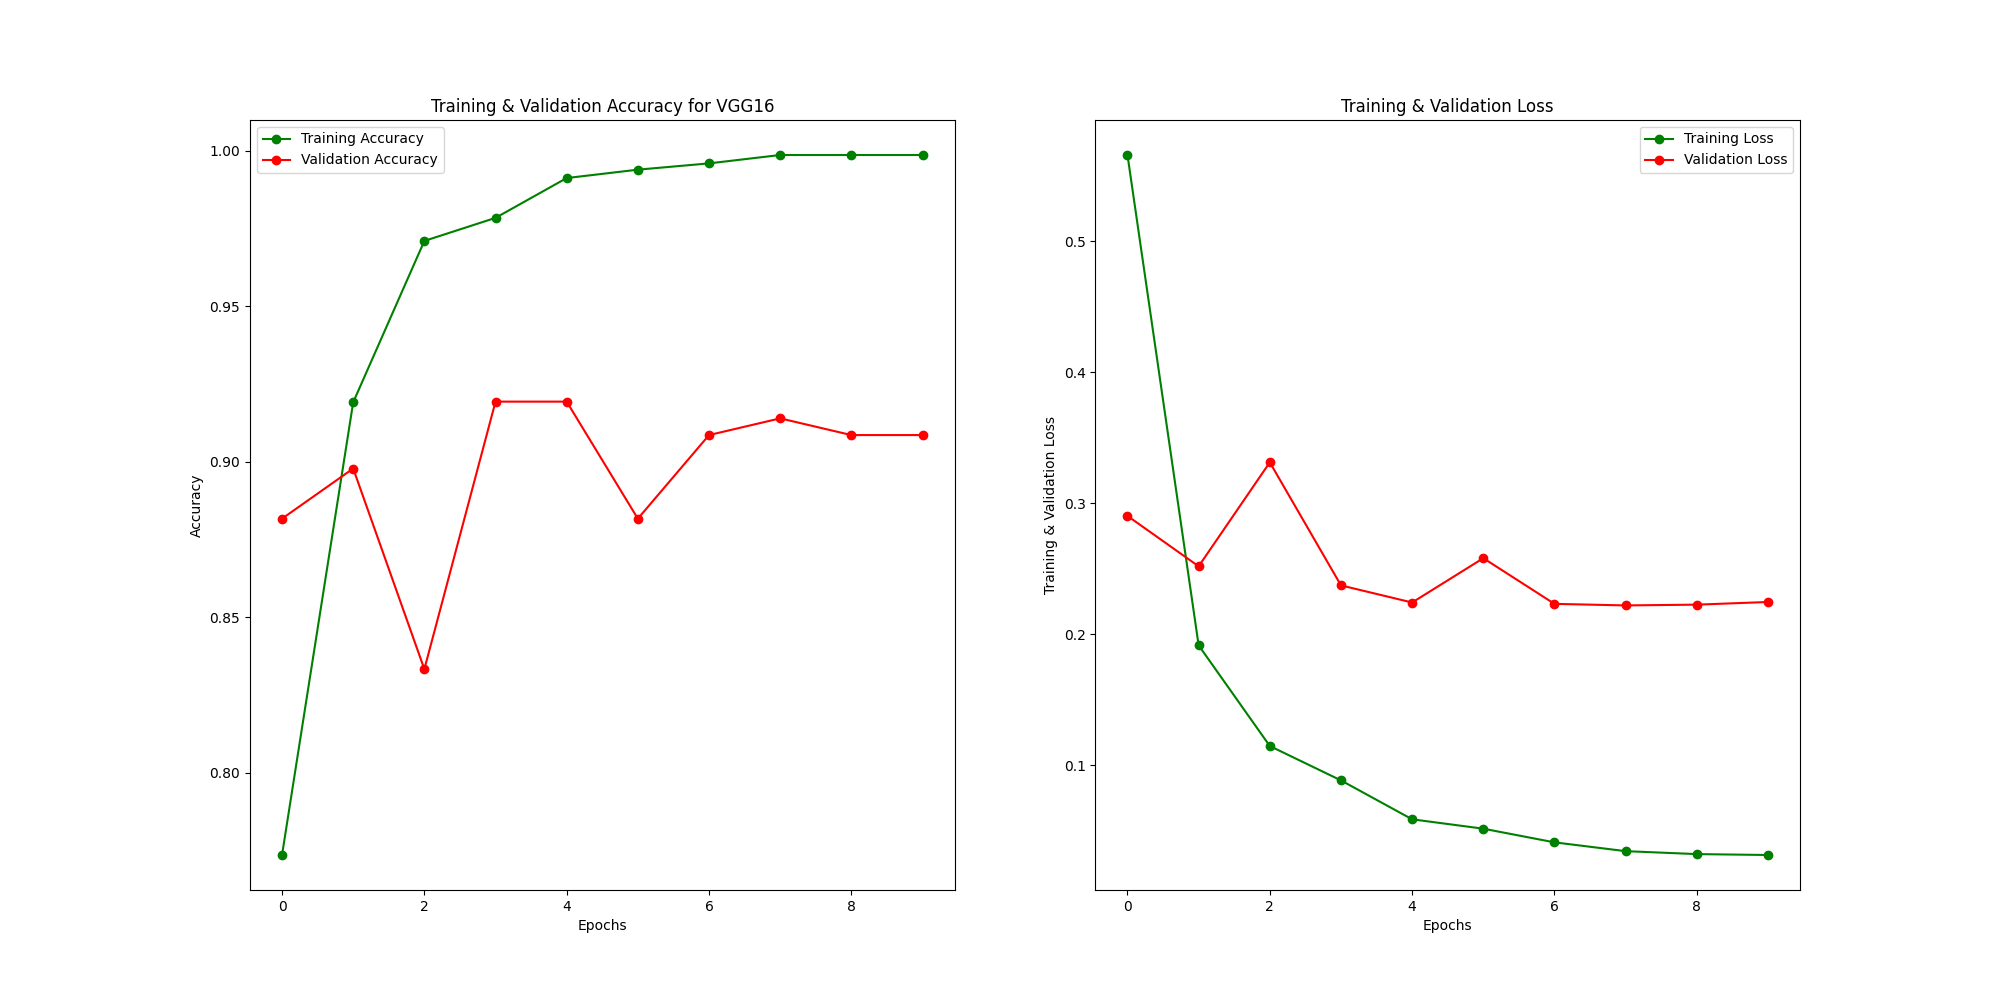 Training & Validation Accuracy for VGG16
Training Accuracy
Validation Accuracy
1.00
0.95
0.90
0.85
0.80
Accuracy
0 2 4 6 8
Epochs
Training & Validation Loss
Training Loss
Validation Loss
0.5
0.4
0.3
0.2
0.1
Training & Validation Loss
0 2 4 6 8
Epochs